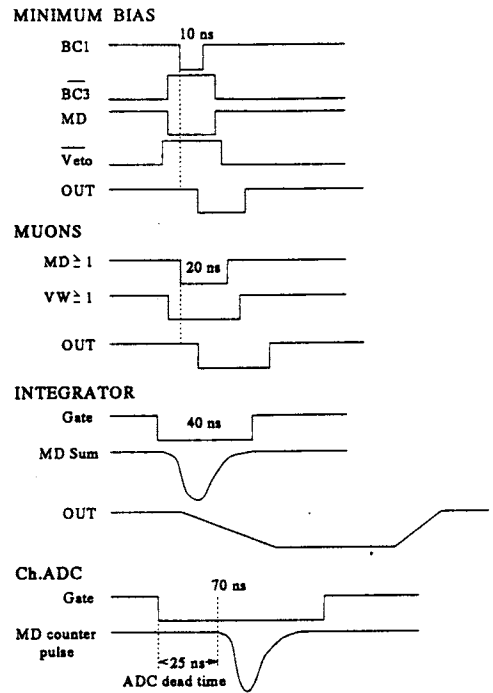 MINIMUM BIAS
10 ns
BC1
BC3
MD
Veto
OUT
MUONS
MD ≥ 1
20 ns
VW ≥ 1
OUT
INTEGRATOR
Gate
40 ns
MD Sum
OUT
Ch.ADC
70 ns
Gate
MD counter
pulse
25 ns
ADC dead time